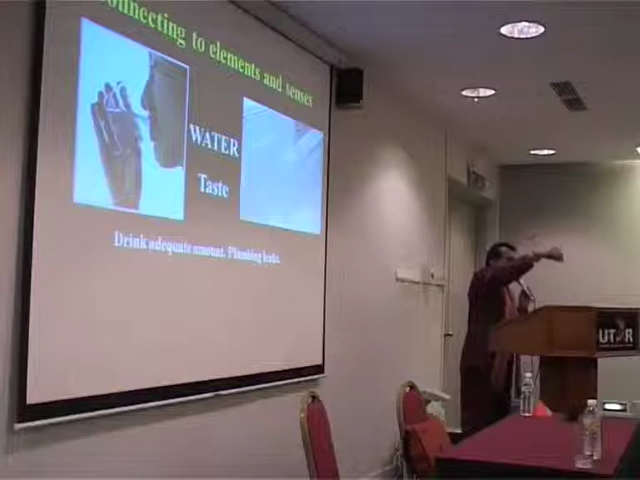 Connecting to elements and senses
WATER
Taste
Drink adequate amount. Plumbing leaks.
UTAR